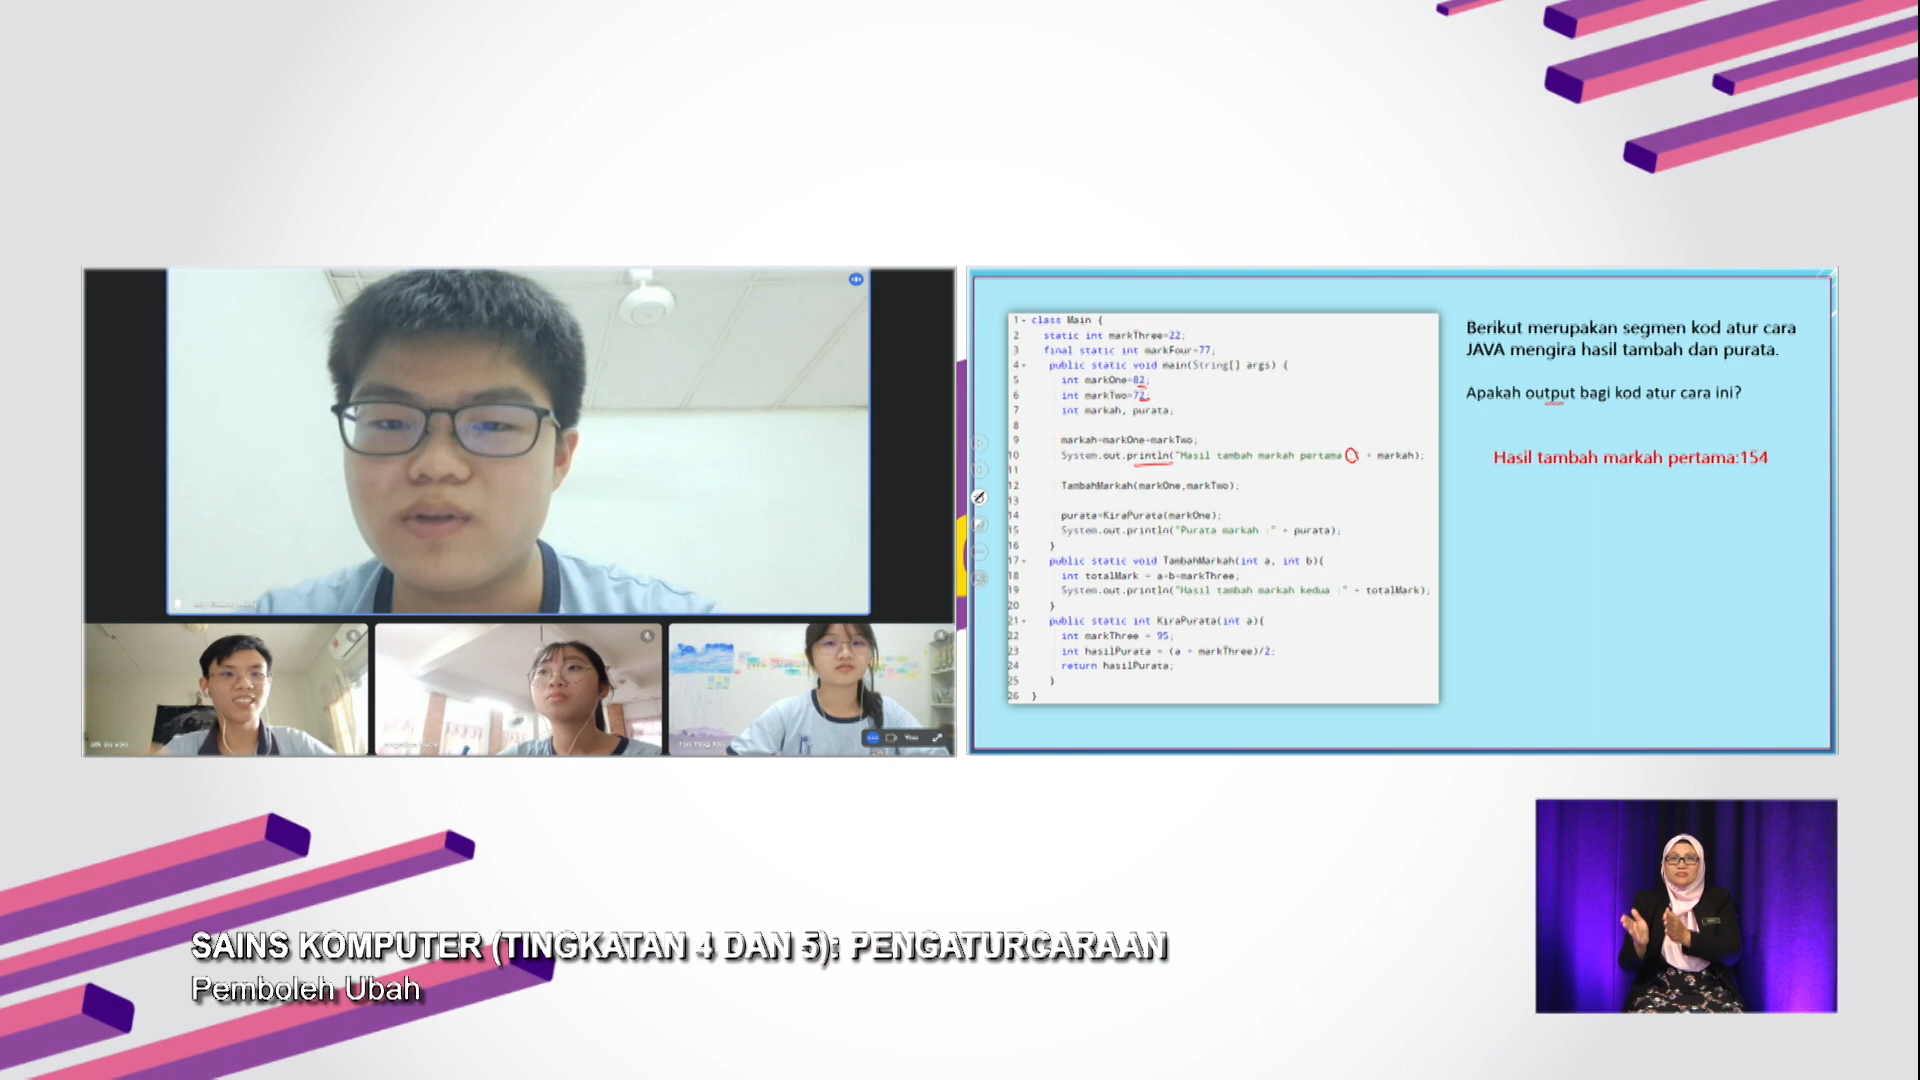 1 class Main {
2 static int markThree=22;
3 final static int markFour=77;
4 public static void main(String[] args) {
5 int markOne=82;
6 int markTwo=72;
7 int markah, purata;
8
9 markah=markOne+markTwo;
10 System.out.println("Hasil tambah markah pertama :" + markah);
11
12 TambahMarkah(markOne,markTwo);
13
14 purata=KiraPurata(markOne);
15 System.out.println("Purata markah :" + purata);
16 }
17 public static void TambahMarkah(int a, int b){
18 int totalMark = a+b+markThree;
19 System.out.println("Hasil tambah markah kedua :" + totalMark);
20 }
21 public static int KiraPurata(int a){
22 int markThree = 95;
23 int hasilPurata = (a + markThree)/2;
24 return hasilPurata;
25 }
26 }
Berikut merupakan segmen kod atur cara
JAVA mengira hasil tambah dan purata.
Apakah output bagi kod atur cara ini?
Hasil tambah markah pertama:154
You
SAINS KOMPUTER (TINGKATAN 4 DAN 5): PENGATURCARAAN
Pemboleh Ubah